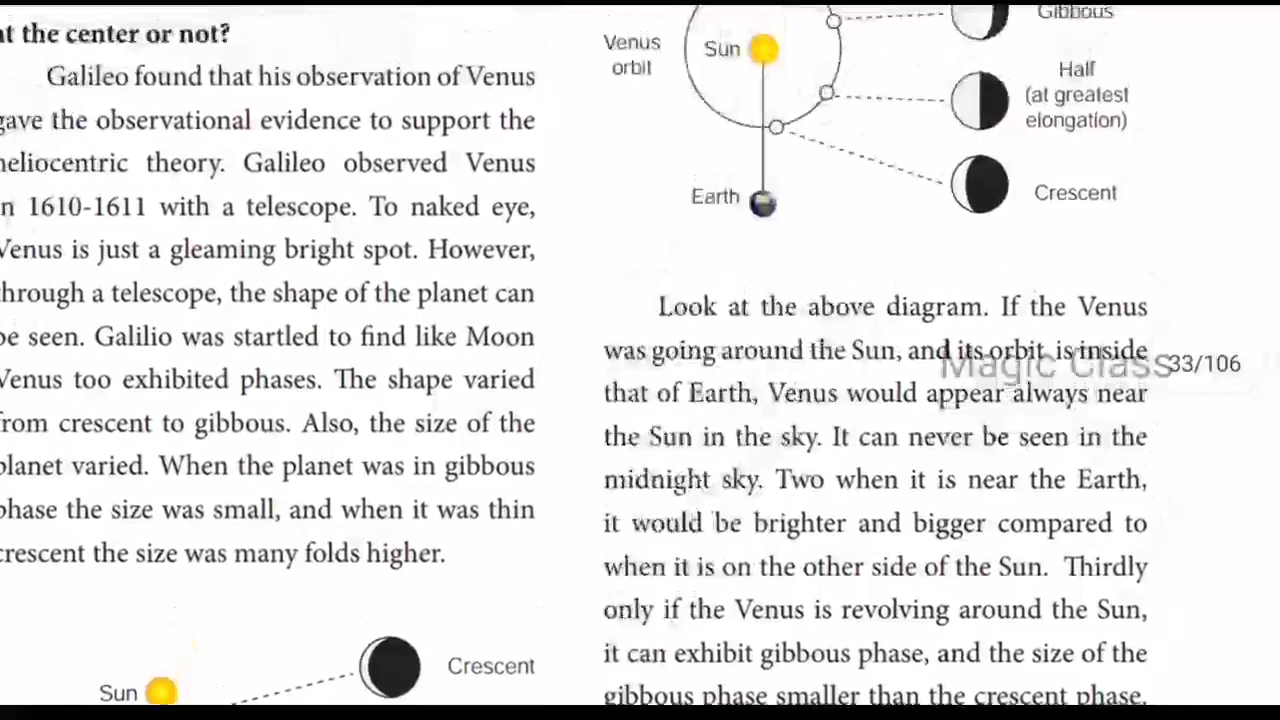 at the center or not?
Galileo found that his observation of Venus
gave the observational evidence to support the
heliocentric theory. Galileo observed Venus
in 1610-1611 with a telescope. To naked eye,
Venus is just a gleaming bright spot. However,
through a telescope, the shape of the planet can
be seen. Galilio was startled to find like Moon
Venus too exhibited phases. The shape varied
from crescent to gibbous. Also, the size of the
planet varied. When the planet was in gibbous
phase the size was small, and when it was thin
crescent the size was many folds higher.
Sun
Crescent
Gibbous
Venus
orbit
Sun
Half
(at greatest
elongation)
Earth
Crescent
Look at the above diagram. If the Venus
was going around the Sun, and its orbit is inside
that of Earth, Venus would appear always near
the Sun in the sky. It can never be seen in the
midnight sky. Two when it is near the Earth,
it would be brighter and bigger compared to
when it is on the other side of the Sun. Thirdly
only if the Venus is revolving around the Sun,
it can exhibit gibbous phase, and the size of the
gibbous phase smaller than the crescent phase.
Magic Class
33/106